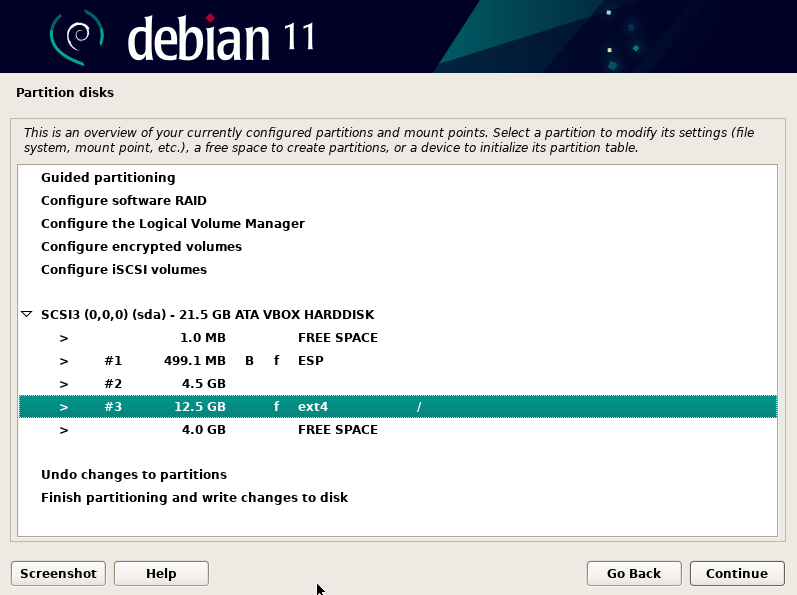 debian 11
Partition disks
This is an overview of your currently configured partitions and mount points. Select a partition to modify its settings (file
system, mount point, etc.), a free space to create partitions, or a device to initialize its partition table.
Guided partitioning
Configure software RAID
Configure the Logical Volume Manager
Configure encrypted volumes
Configure iSCSI volumes
SCSI3 (0,0,0) (sda) - 21.5 GB ATA VBOX HARDDISK
> 1.0 MB FREE SPACE
> #1 499.1 MB B f ESP
> #2 4.5 GB
> #3 12.5 GB f ext4 /
> 4.0 GB FREE SPACE
Undo changes to partitions
Finish partitioning and write changes to disk
Screenshot Help Go Back Continue